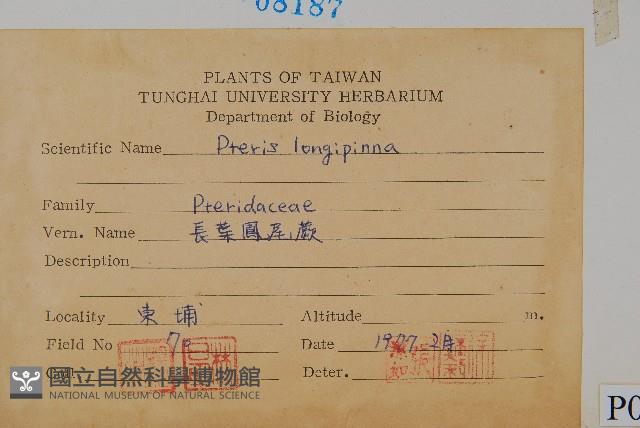 08187
PLANTS OF TAIWAN
TUNGHAI UNIVERSITY HERBARIUM
Department of Biology
Scientific Name Pteris longipinna
Family Pteridaceae
Vern. Name 長葉鳳尾蕨
Description
Locality 東埔 Altitude m.
Field No 70 Date 1977
Coll. Deter.
國立自然科學博物館
NATIONAL MUSEUM OF NATURAL SCIENCE
P0